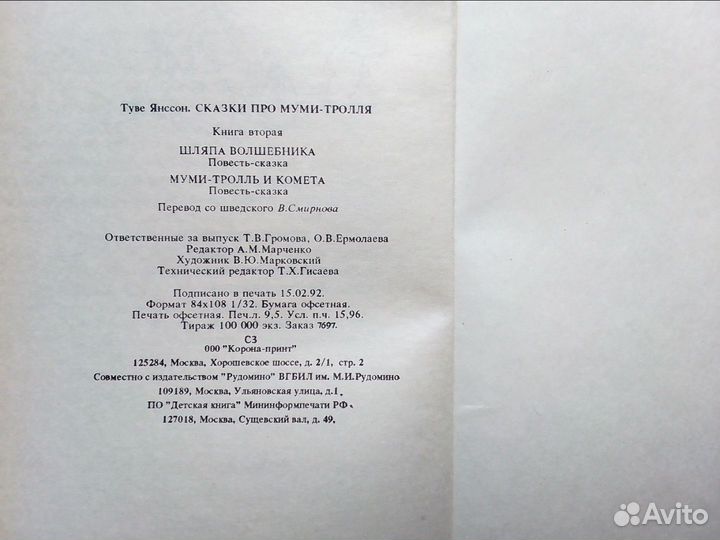 Туве Янссон. СКАЗКИ ПРО МУМИ-ТРОЛЛЯ
Книга вторая
ШЛЯПА ВОЛШЕБНИКА
Повесть-сказка
МУМИ-ТРОЛЛЬ И КОМЕТА
Повесть-сказка
Перевод со шведского В.Смирнова
Ответственные за выпуск Т.В.Громова, О.В.Ермолаева
Редактор А.М.Марченко
Художник В.Ю.Марковский
Технический редактор Т.Х.Гисаева
Подписано в печать 15.02.92.
Формат 84х108 1/32. Бумага офсетная.
Печать офсетная. Печ.л. 9,5. Усл. п.ч. 15,96.
Тираж 100 000 экз. Заказ 7697.
СЗ
ООО "Корона-принт"
125284, Москва, Хорошевское шоссе, д. 2/1, стр. 2
Совместно с издательством "Рудомино" ВГБИЛ им. М.И.Рудомино
109189, Москва, Ульяновская улица, д.1.
ПО "Детская книга" Мининформпечати РФ.
127018, Москва, Сущевский вал, д. 49.
Avito